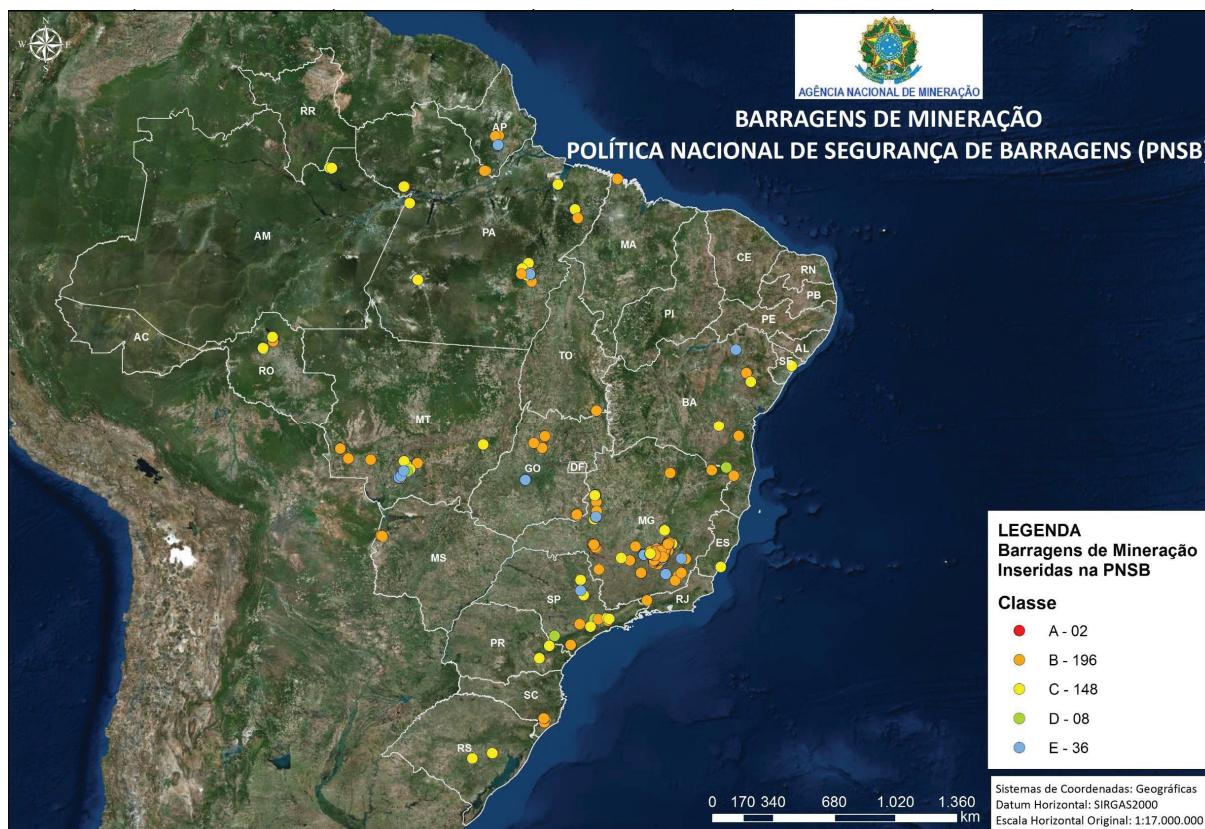 N
W E
S
AGÊNCIA NACIONAL DE MINERAÇÃO
BARRAGENS DE MINERAÇÃO
POLÍTICA NACIONAL DE SEGURANÇA DE BARRAGENS (PNSB)
RR
AP
AM
PA
MA
CE
RN
PB
PI
PE
AC
AL
SE
RO
TO
BA
MT
GO
DF
MG
ES
MS
SP
RJ
PR
SC
RS
LEGENDA
Barragens de Mineração
Inseridas na PNSB
Classe
A - 02
B - 196
C - 148
D - 08
E - 36
0 170 340 680 1.020 1.360
km
Sistemas de Coordenadas: Geográficas
Datum Horizontal: SIRGAS2000
Escala Horizontal Original: 1:17.000.000